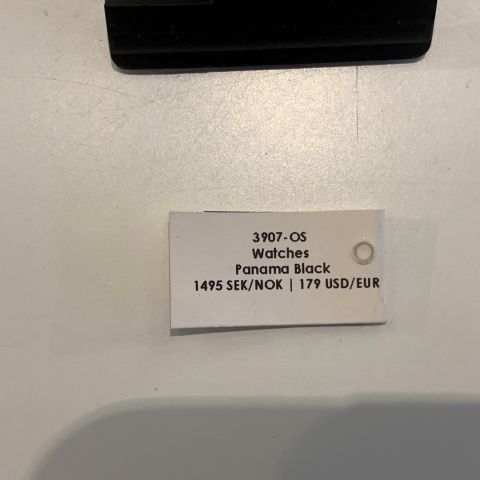 3907-OS
Watches
Panama Black
1495 SEK/NOK | 179 USD/EUR